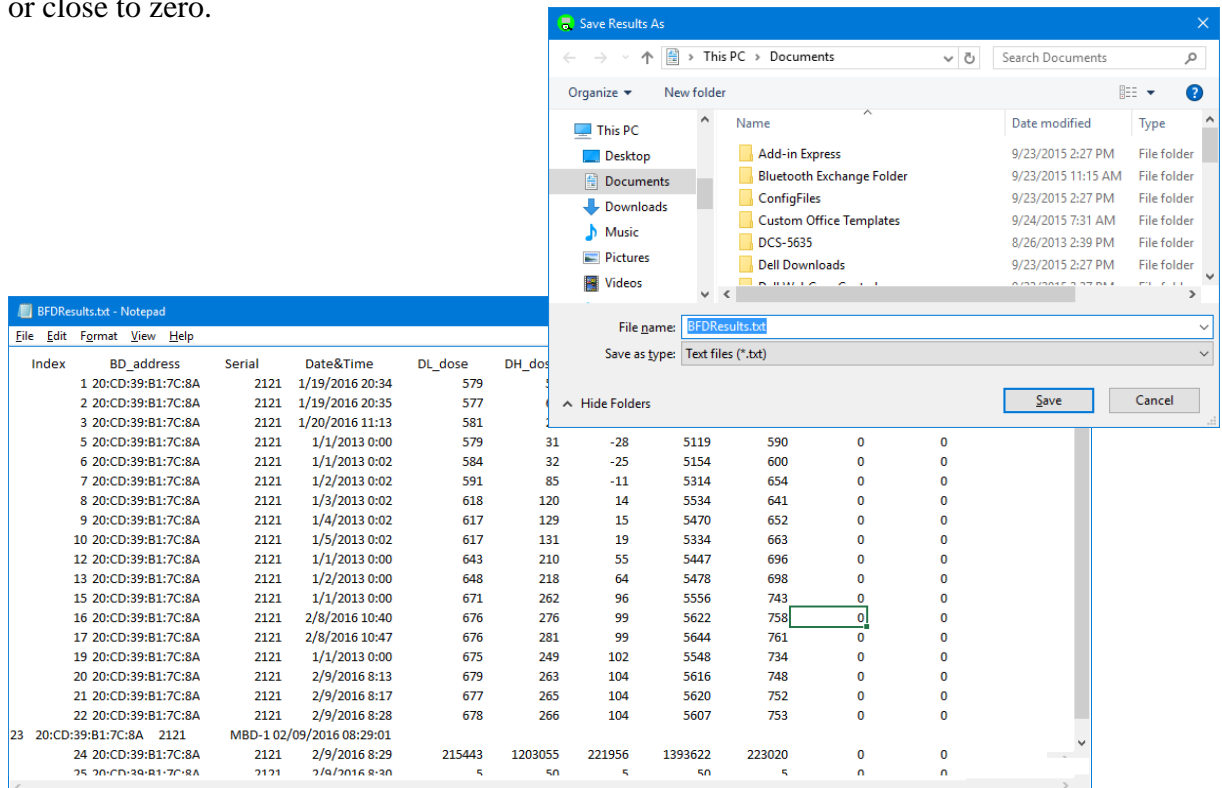 or close to zero.
Save Results As
This PC > Documents
Search Documents
Organize
New folder
This PC
Desktop
Documents
Downloads
Music
Pictures
Videos
Name Date modified Type
Add-in Express 9/23/2015 2:27 PM File folder
Bluetooth Exchange Folder 9/23/2015 11:15 AM File folder
ConfigFiles 9/23/2015 2:27 PM File folder
Custom Office Templates 9/24/2015 7:31 AM File folder
DCS-5635 8/26/2013 2:39 PM File folder
Dell Downloads 9/23/2015 2:27 PM File folder
File name: BFDResults.txt
Save as type: Text files (*.txt)
Hide Folders
Save
Cancel
BFDResults.txt - Notepad
File Edit Format View Help
Index BD_address Serial Date&Time DL_dose
1 20:CD:39:B1:7C:8A 2121 1/19/2016 20:34 579
2 20:CD:39:B1:7C:8A 2121 1/19/2016 20:35 577
3 20:CD:39:B1:7C:8A 2121 1/20/2016 11:13 581
5 20:CD:39:B1:7C:8A 2121 1/1/2013 0:00 579 31 -28 5119 590 0 0
6 20:CD:39:B1:7C:8A 2121 1/1/2013 0:02 584 32 -25 5154 600 0 0
7 20:CD:39:B1:7C:8A 2121 1/2/2013 0:02 591 85 -11 5314 654 0 0
8 20:CD:39:B1:7C:8A 2121 1/3/2013 0:02 618 120 14 5534 641 0 0
9 20:CD:39:B1:7C:8A 2121 1/4/2013 0:02 617 129 15 5470 652 0 0
10 20:CD:39:B1:7C:8A 2121 1/5/2013 0:02 617 131 19 5334 663 0 0
12 20:CD:39:B1:7C:8A 2121 1/1/2013 0:00 643 210 55 5447 696 0 0
13 20:CD:39:B1:7C:8A 2121 1/2/2013 0:00 648 218 64 5478 698 0 0
15 20:CD:39:B1:7C:8A 2121 1/1/2013 0:00 671 262 96 5556 743 0 0
16 20:CD:39:B1:7C:8A 2121 2/8/2016 10:40 676 276 99 5622 758 0 0
17 20:CD:39:B1:7C:8A 2121 2/8/2016 10:47 676 281 99 5644 761 0 0
19 20:CD:39:B1:7C:8A 2121 1/1/2013 0:00 675 249 102 5548 734 0 0
20 20:CD:39:B1:7C:8A 2121 2/9/2016 8:13 679 263 104 5616 748 0 0
21 20:CD:39:B1:7C:8A 2121 2/9/2016 8:17 677 265 104 5620 752 0 0
22 20:CD:39:B1:7C:8A 2121 2/9/2016 8:28 678 266 104 5607 753 0 0
23 20:CD:39:B1:7C:8A 2121 MBD-1 02/09/2016 08:29:01
24 20:CD:39:B1:7C:8A 2121 2/9/2016 8:29 215443 1203055 221956 1393622 223020 0 0
25 20:CD:39:B1:7C:8A 2121 2/9/2016 8:30 5 50 5 50 5 0 0